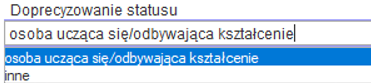 Doprecyzowanie statusu
osoba ucząca się/odbywająca kształcenie
osoba ucząca się/odbywająca kształcenie
inne